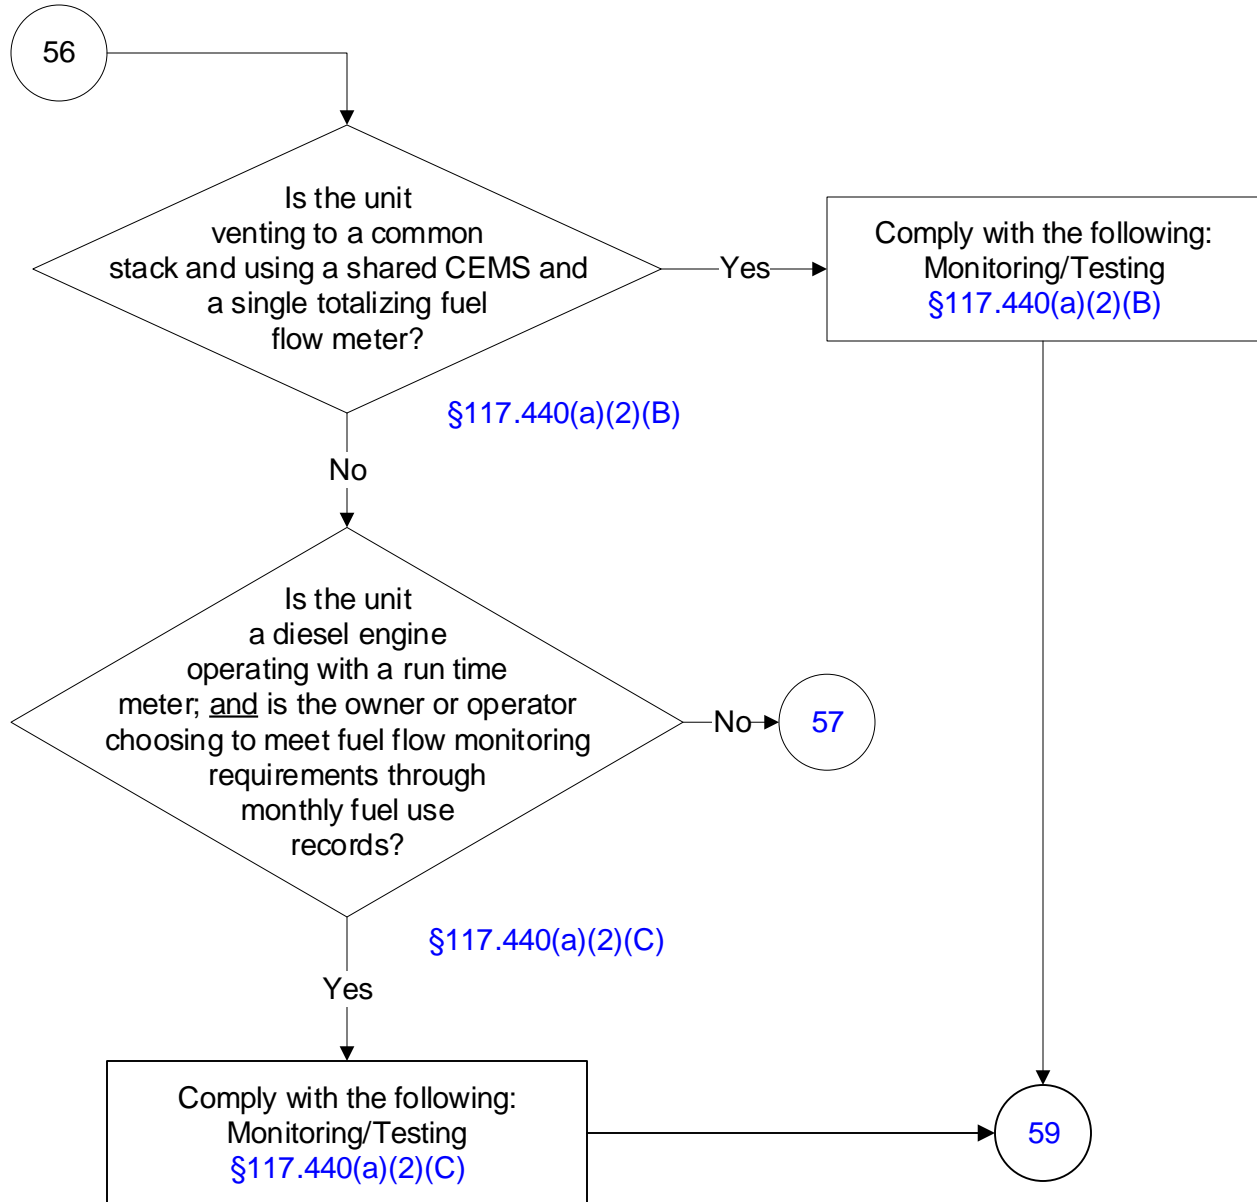 56
Is the unit
venting to a common
stack and using a shared CEMS and
a single totalizing fuel
flow meter?
Yes
Comply with the following:
Monitoring/Testing
§117.440(a)(2)(B)
§117.440(a)(2)(B)
No
Is the unit
a diesel engine
operating with a run time
meter; and is the owner or operator
choosing to meet fuel flow monitoring
requirements through
monthly fuel use
records?
No
57
§117.440(a)(2)(C)
Yes
Comply with the following:
Monitoring/Testing
§117.440(a)(2)(C)
59